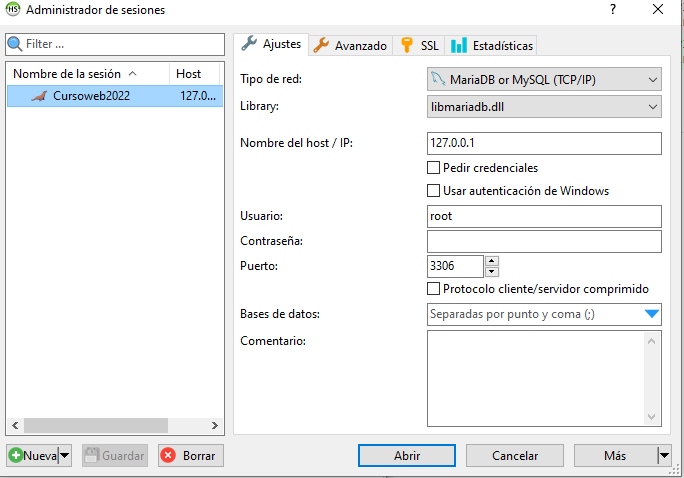 HS Administrador de sesiones ?
Filter ...
Nombre de la sesión Host
Cursoweb2022 127.0...
Nueva Guardar Borrar
Ajustes Avanzado SSL Estadísticas
Tipo de red: MariaDB or MySQL (TCP/IP)
Library: libmariadb.dll
Nombre del host / IP: 127.0.0.1
Pedir credenciales
Usar autenticación de Windows
Usuario: root
Contraseña:
Puerto: 3306
Protocolo cliente/servidor comprimido
Bases de datos: Separadas por punto y coma (;)
Comentario:
Abrir Cancelar Más